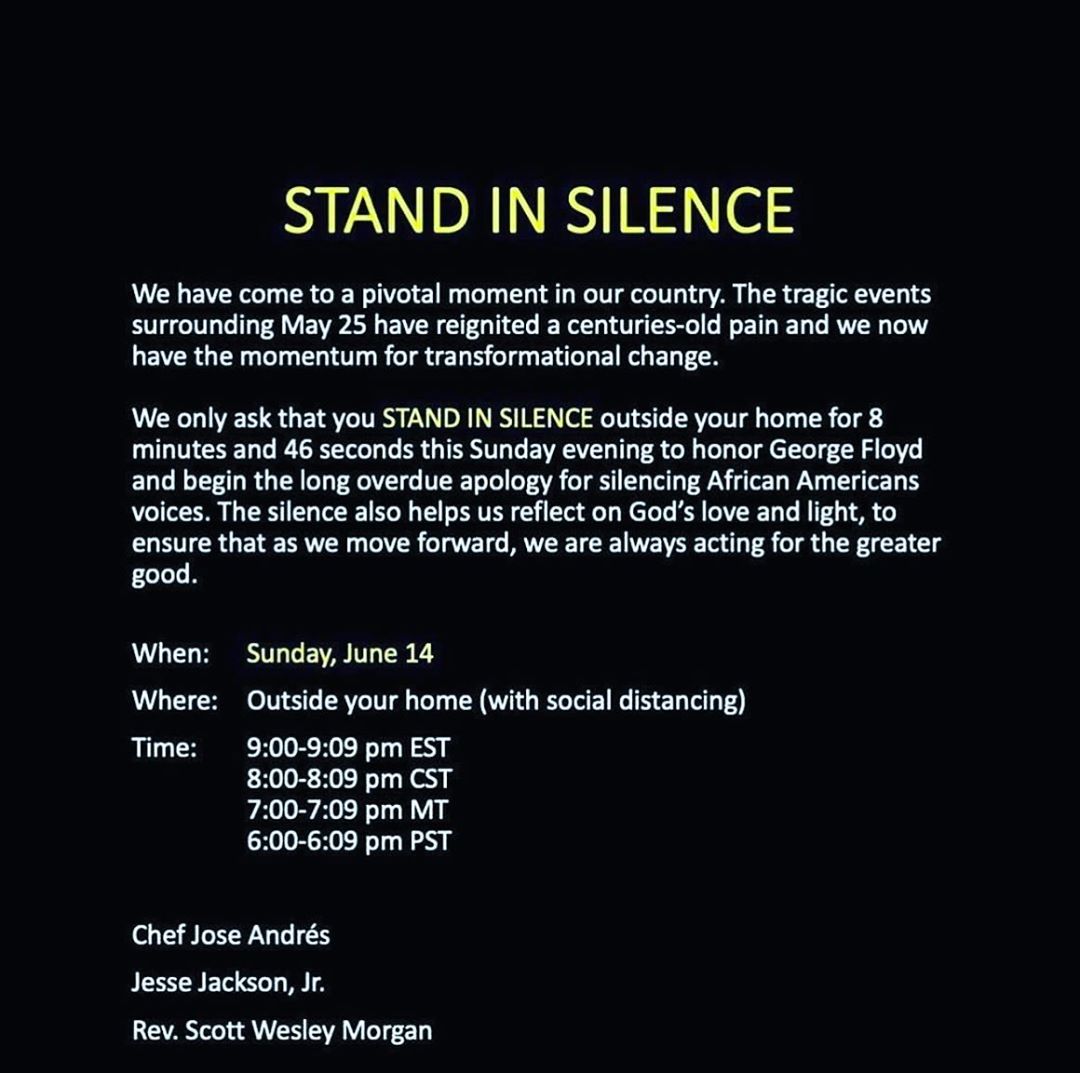 STAND IN SILENCE
We have come to a pivotal moment in our country. The tragic events
surrounding May 25 have reignited a centuries-old pain and we now
have the momentum for transformational change.
We only ask that you STAND IN SILENCE outside your home for 8
minutes and 46 seconds this Sunday evening to honor George Floyd
and begin the long overdue apology for silencing African Americans
voices. The silence also helps us reflect on God’s love and light, to
ensure that as we move forward, we are always acting for the greater
good.
When: Sunday, June 14
Where: Outside your home (with social distancing)
Time: 9:00-9:09 pm EST
8:00-8:09 pm CST
7:00-7:09 pm MT
6:00-6:09 pm PST
Chef Jose Andrés
Jesse Jackson, Jr.
Rev. Scott Wesley Morgan